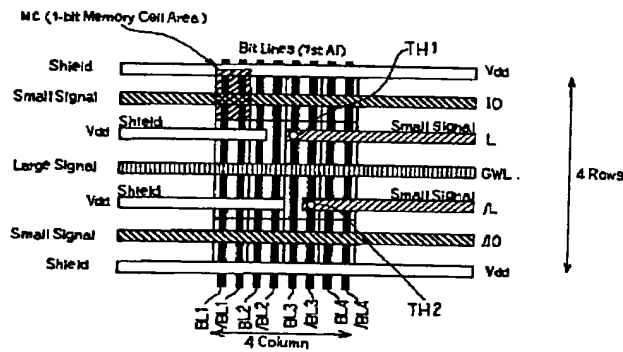 MC (1-bit Memory Cell Area)
Bit Lines (1st Al)
TH1
Shield Vdd
Small Signal IO
Vdd Shield Small Signal L
Large Signal GWL.
4 Rows
Vdd Shield Small Signal /L
Small Signal /IO
Shield Vdd
BL1 /BL1 BL2 /BL2 BL3 /BL3 BL4 /BL4
TH2
4 Column